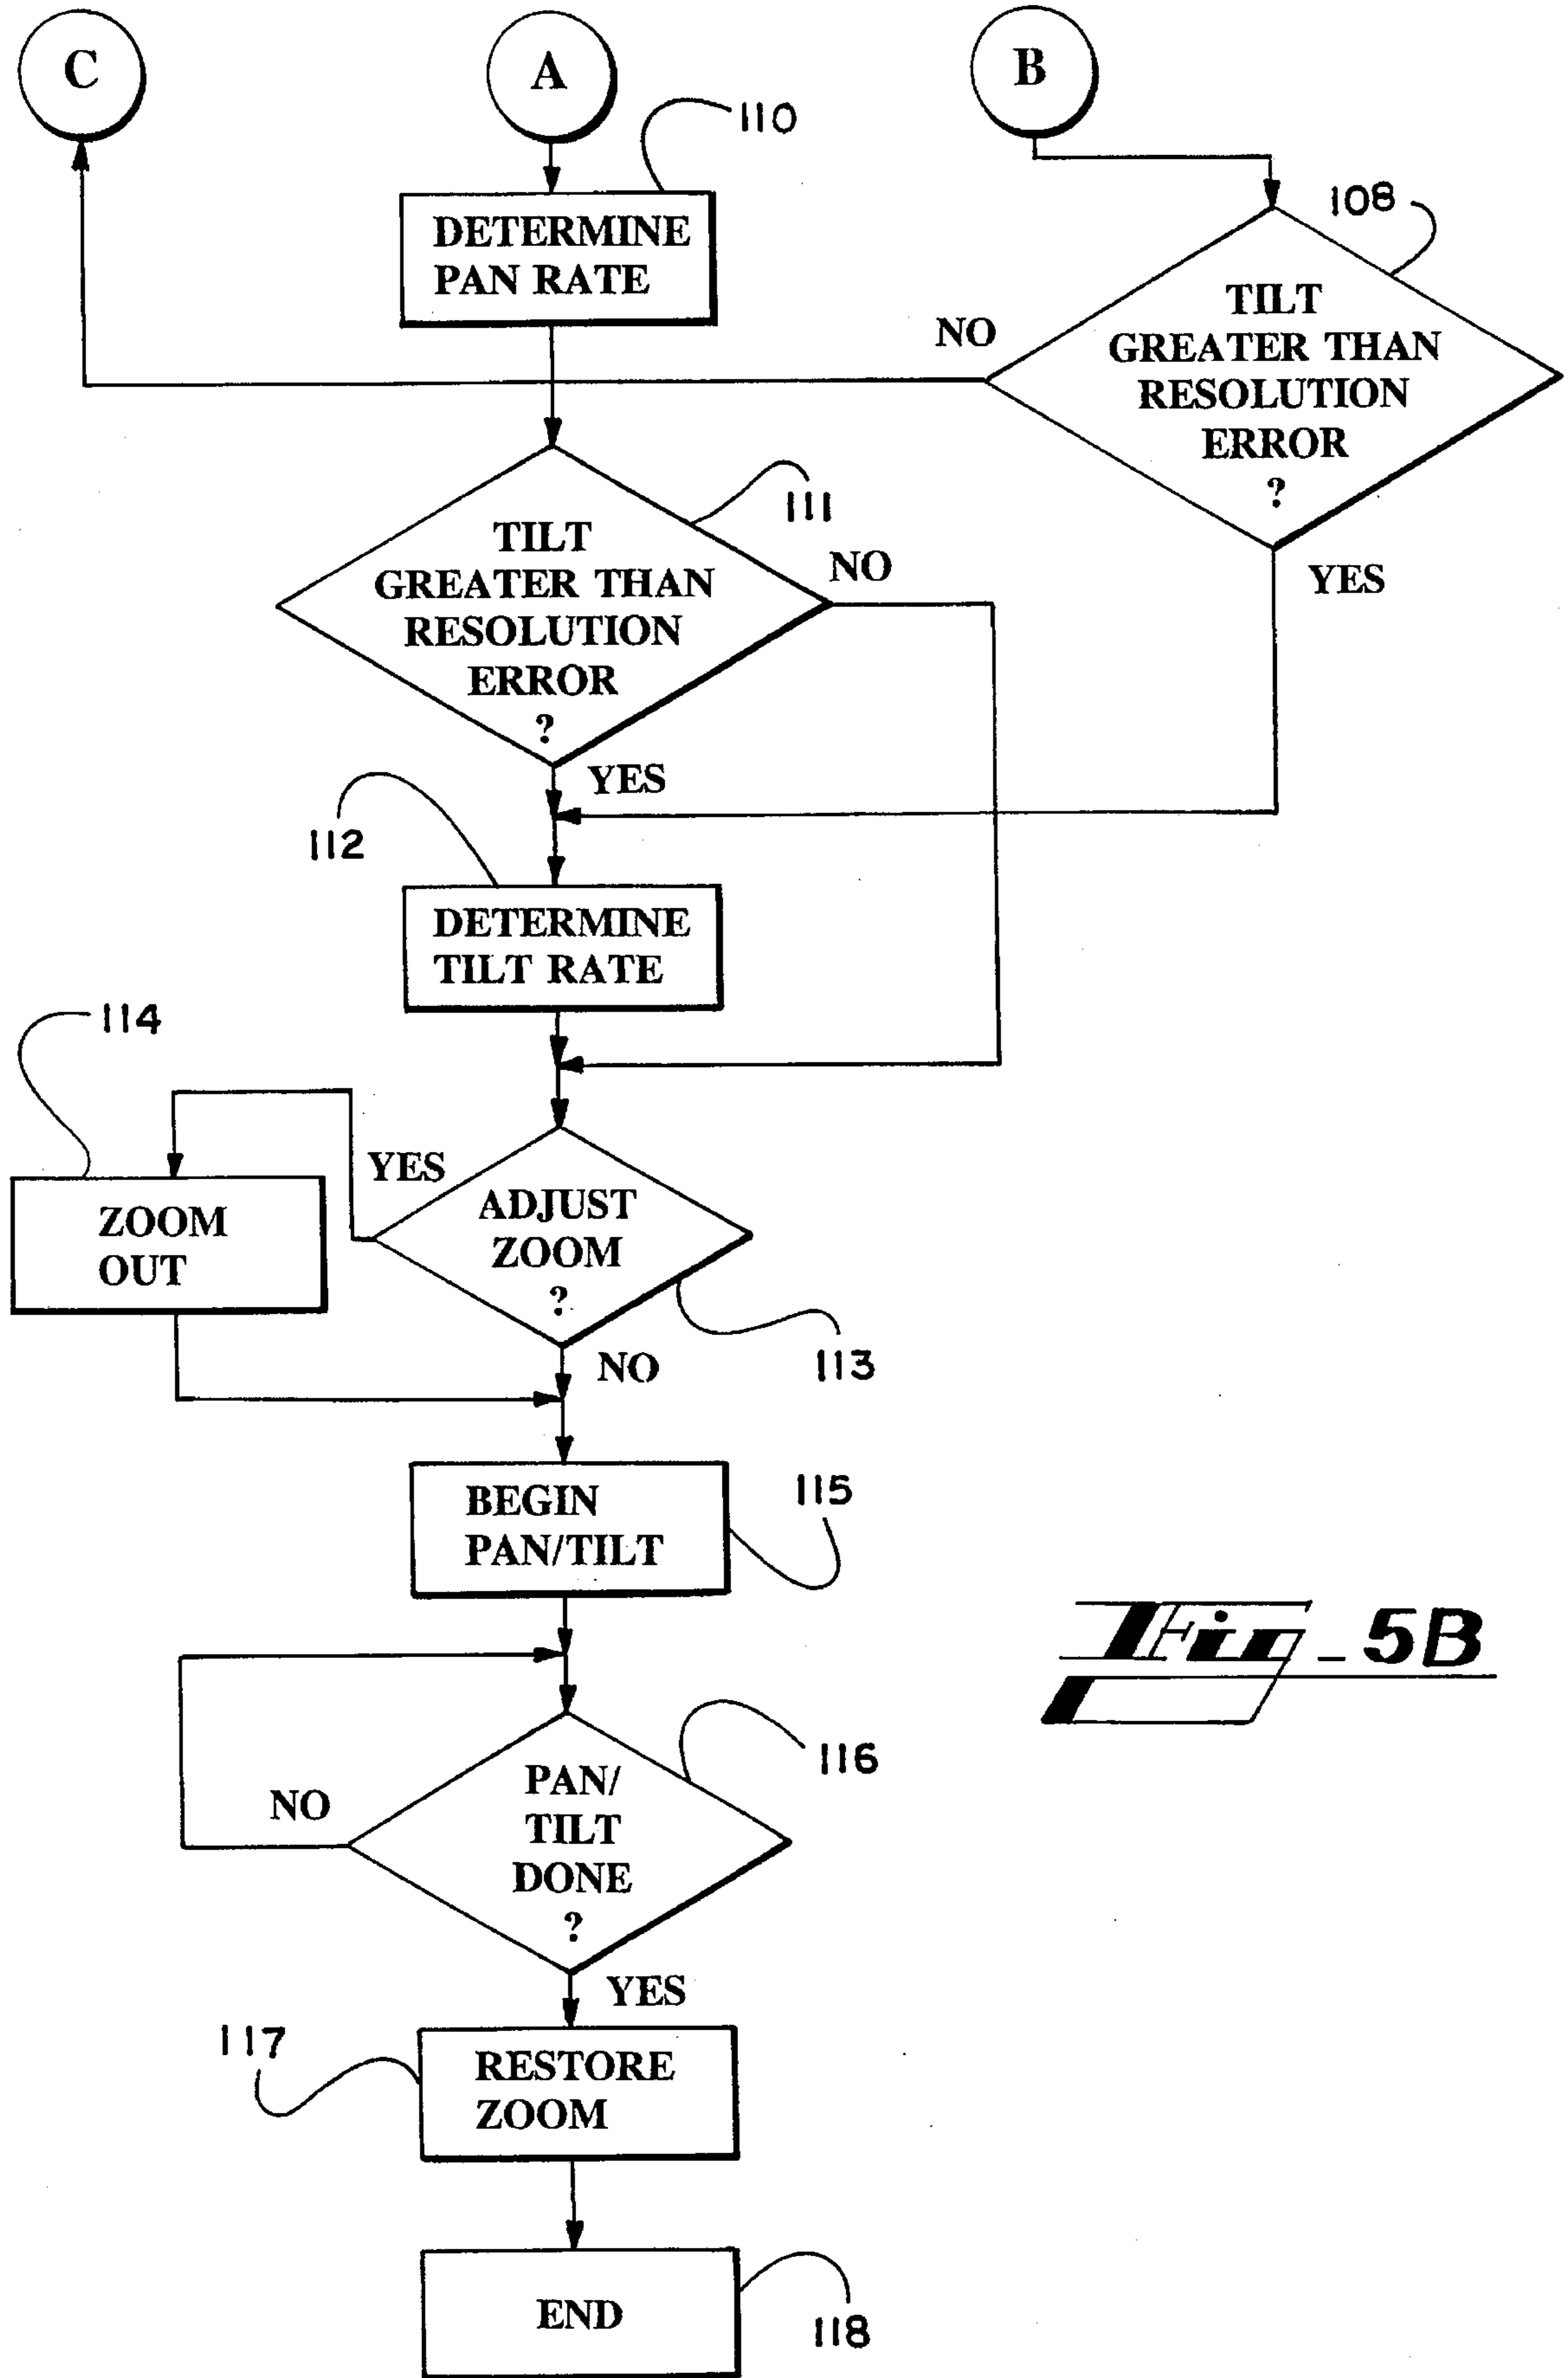 C
A
B
110
DETERMINE
PAN RATE
108
TILT
GREATER THAN
RESOLUTION
ERROR
?
NO
YES
111
TILT
GREATER THAN
RESOLUTION
ERROR
?
NO
YES
112
DETERMINE
TILT RATE
114
YES
ZOOM
OUT
ADJUST
ZOOM
?
113
NO
BEGIN
PAN/TILT
115
Fig_5B
116
PAN/
TILT
DONE
?
NO
YES
117
RESTORE
ZOOM
END
118